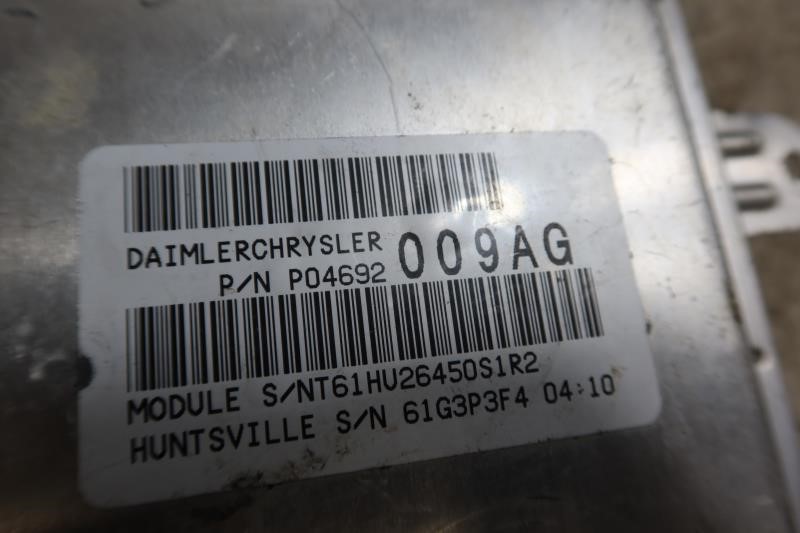 DAIMLERCHRYSLER
P/N P04692 009AG
MODULE S/NT61HU26450S1R2
HUNTSVILLE S/N 61G3P3F4 04:10